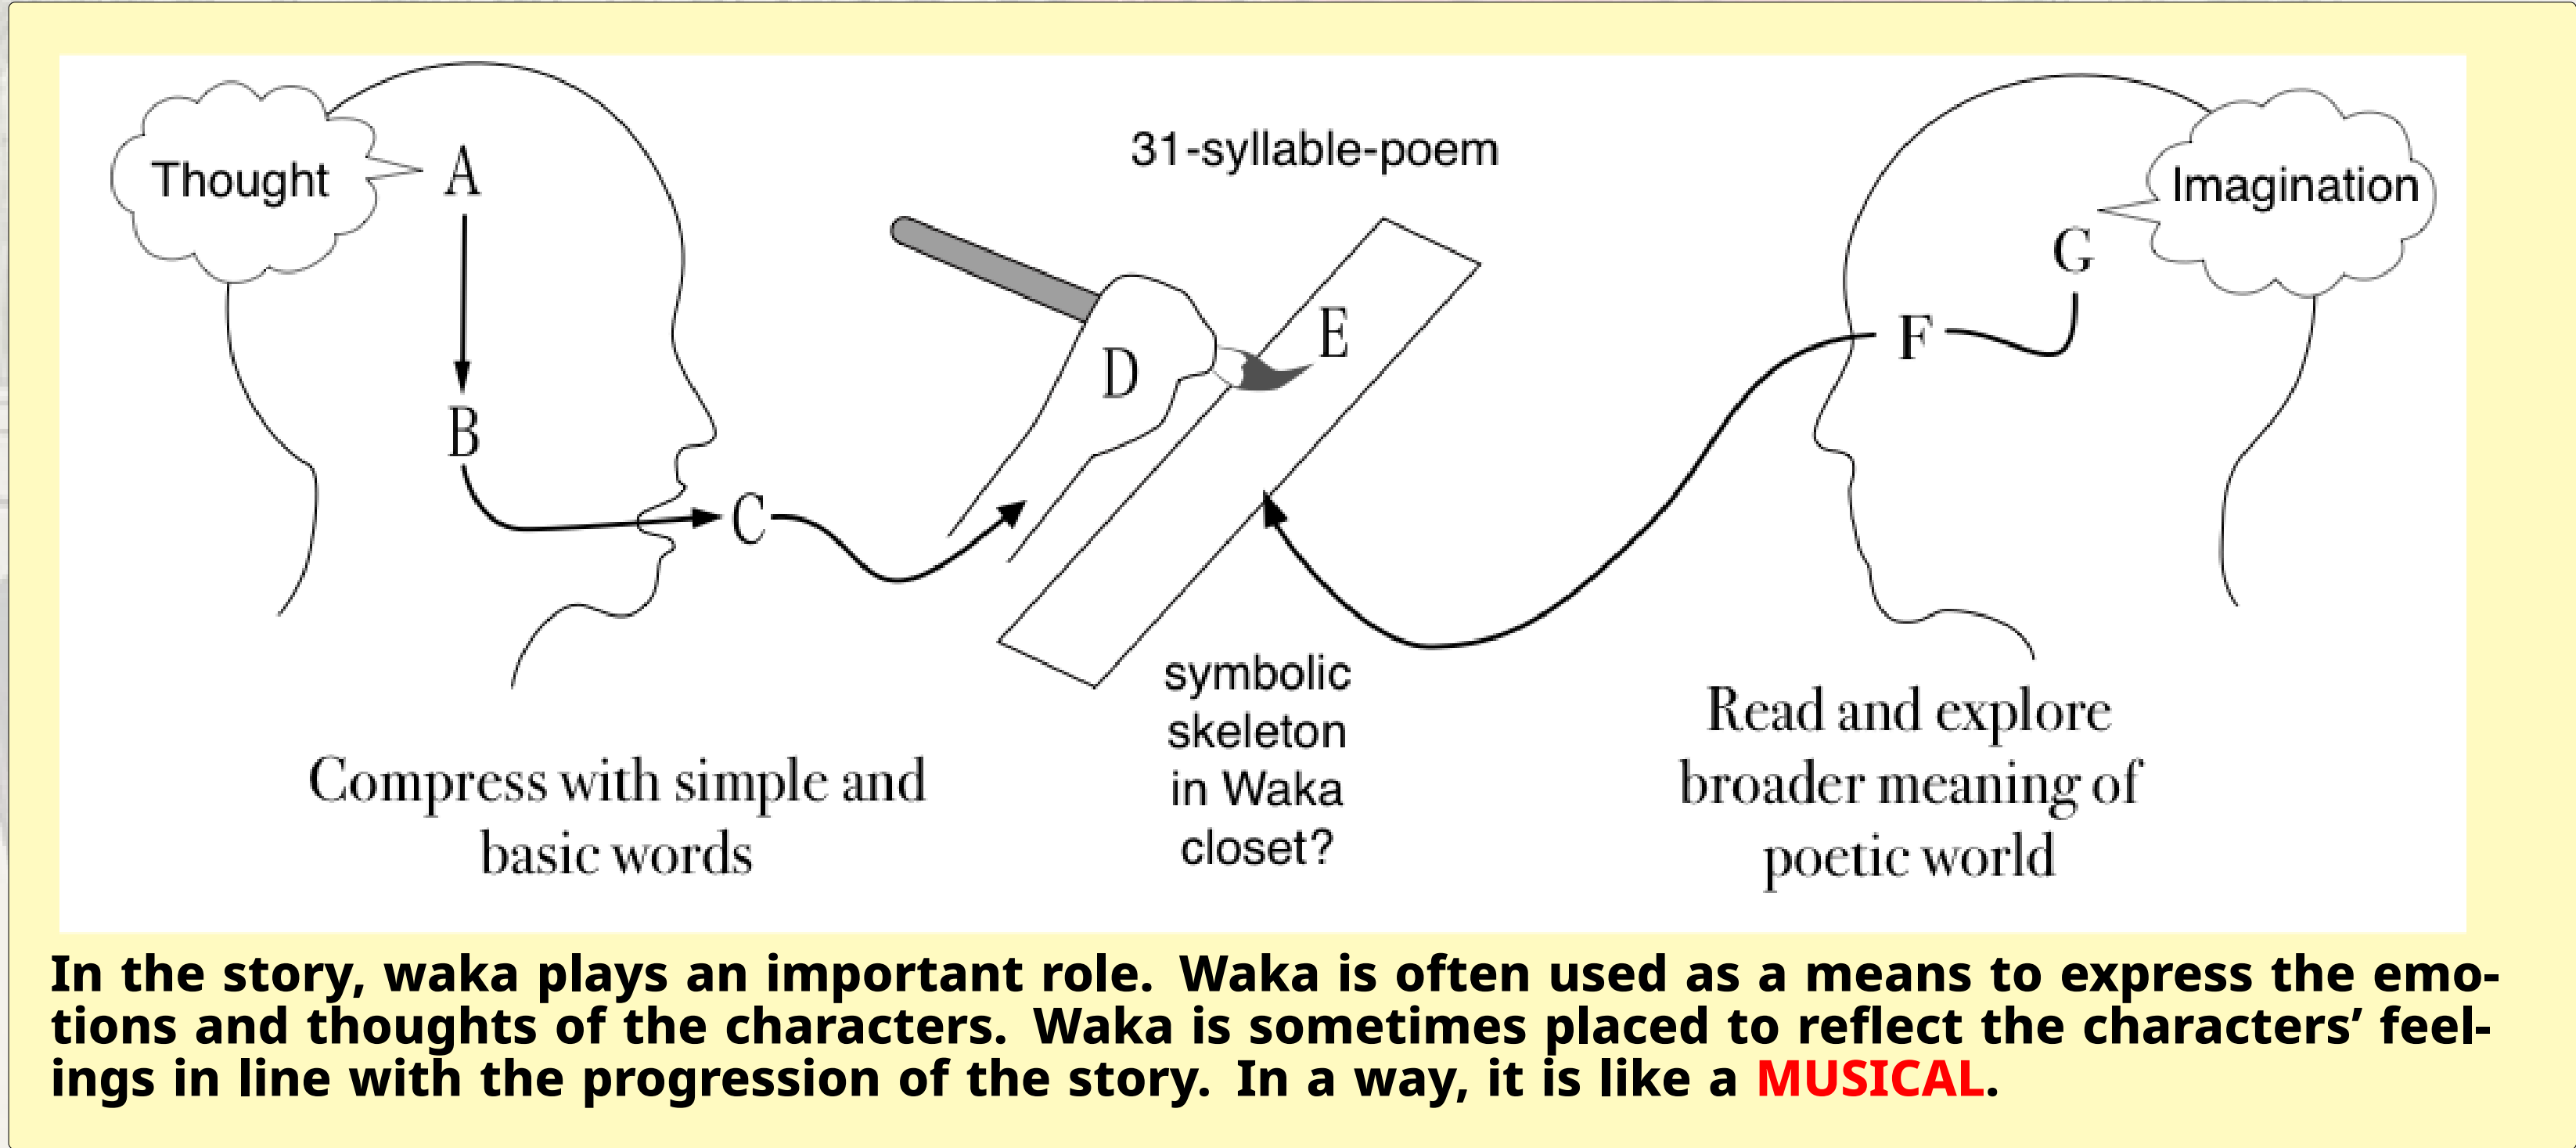 Thought
A
B
C
31-syllable-poem
D
E
F
G
Imagination
Compress with simple and
basic words
symbolic
skeleton
in Waka
closet?
Read and explore
broader meaning of
poetic world
In the story, waka plays an important role. Waka is often used as a means to express the emo-
tions and thoughts of the characters. Waka is sometimes placed to reflect the characters’ feel-
ings in line with the progression of the story. In a way, it is like a MUSICAL.